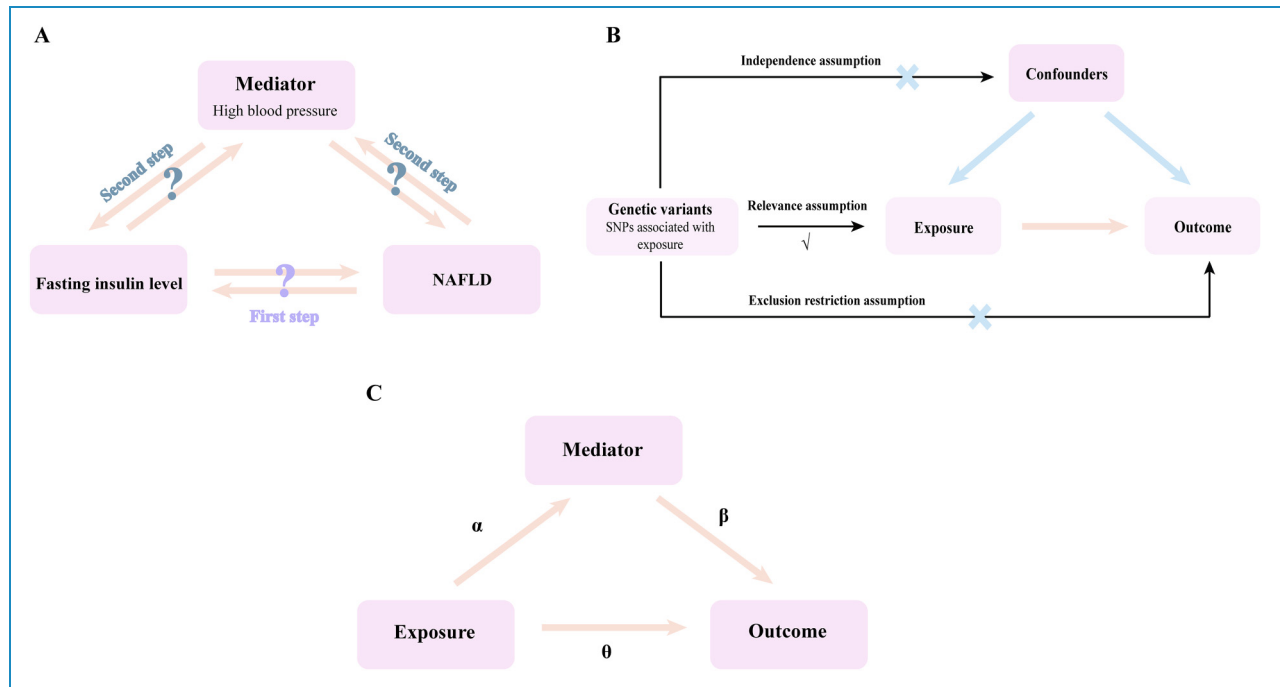 A
Mediator
High blood pressure
Second step
?
Second step
?
Fasting insulin level
?
NAFLD
First step
B
Independence assumption
Confounders
Genetic variants
SNPs associated with
exposure
Relevance assumption
√
Exposure
Outcome
Exclusion restriction assumption
C
Mediator
α
β
Exposure
θ
Outcome